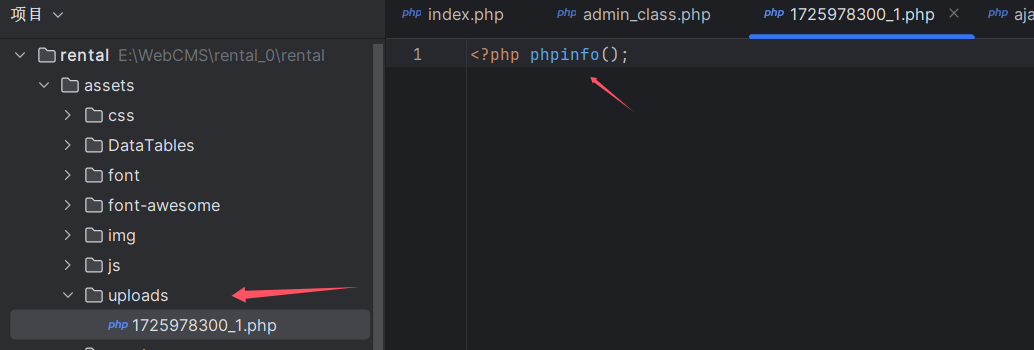 项目
rental E:\WebCMS\rental_0\rental
assets
css
DataTables
font
font-awesome
img
js
uploads
php 1725978300_1.php
php index.php
php admin_class.php
php 1725978300_1.php
php aja
1 <?php phpinfo();